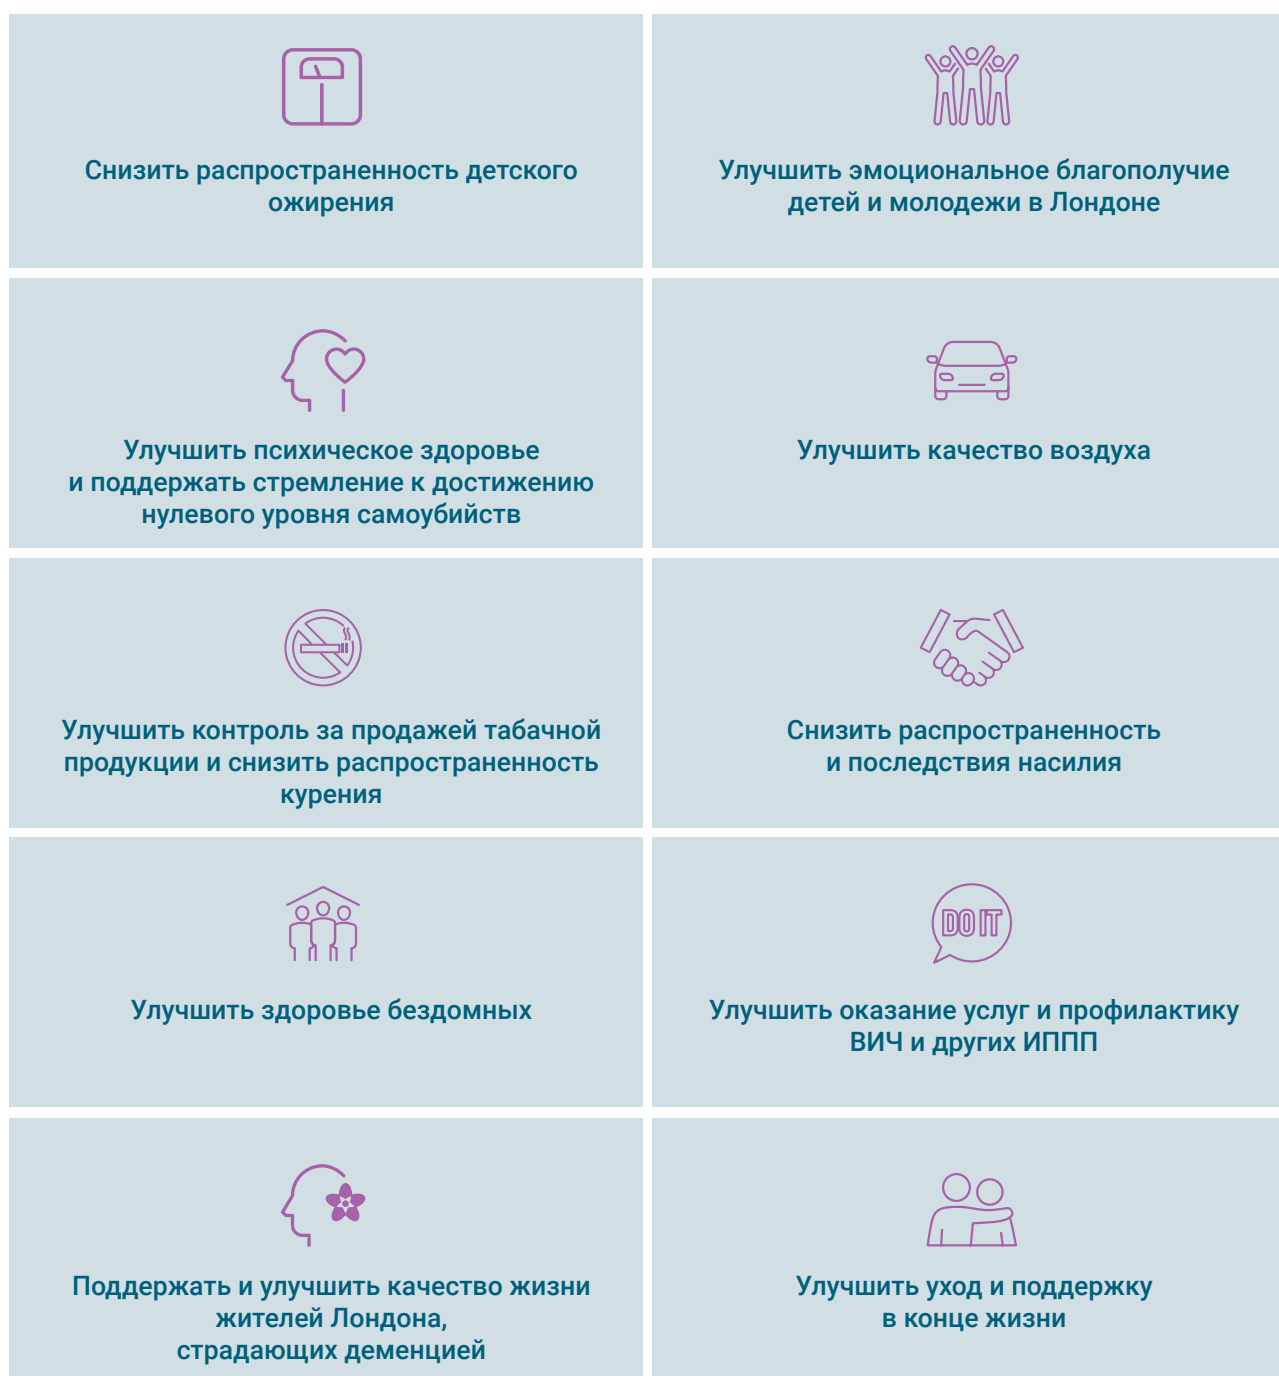 Снизить распространенность детского
ожирения
Улучшить эмоциональное благополучие
детей и молодежи в Лондоне
Улучшить психическое здоровье
и поддержать стремление к достижению
нулевого уровня самоубийств
Улучшить качество воздуха
Улучшить контроль за продажей табачной
продукции и снизить распространенность
курения
Снизить распространенность
и последствия насилия
Улучшить здоровье бездомных
DO IT
Улучшить оказание услуг и профилактику
ВИЧ и других ИППП
Поддержать и улучшить качество жизни
жителей Лондона,
страдающих деменцией
Улучшить уход и поддержку
в конце жизни